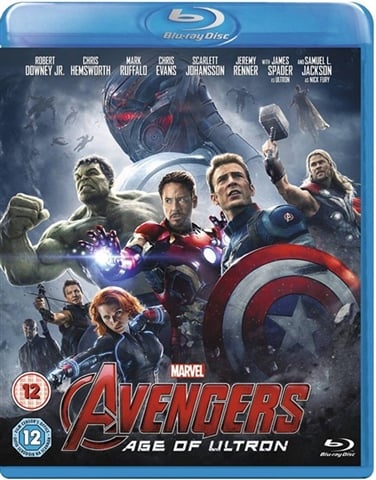 Blu-ray Disc
ROBERT DOWNEY JR.
CHRIS HEMSWORTH
MARK RUFFALO
CHRIS EVANS
SCARLETT JOHANSSON
JEREMY RENNER
WITH JAMES SPADER AS ULTRON
AND SAMUEL L. JACKSON AS NICK FURY
A
MARVEL
AVENGERS
AGE OF ULTRON
12
12
Blu-ray Disc